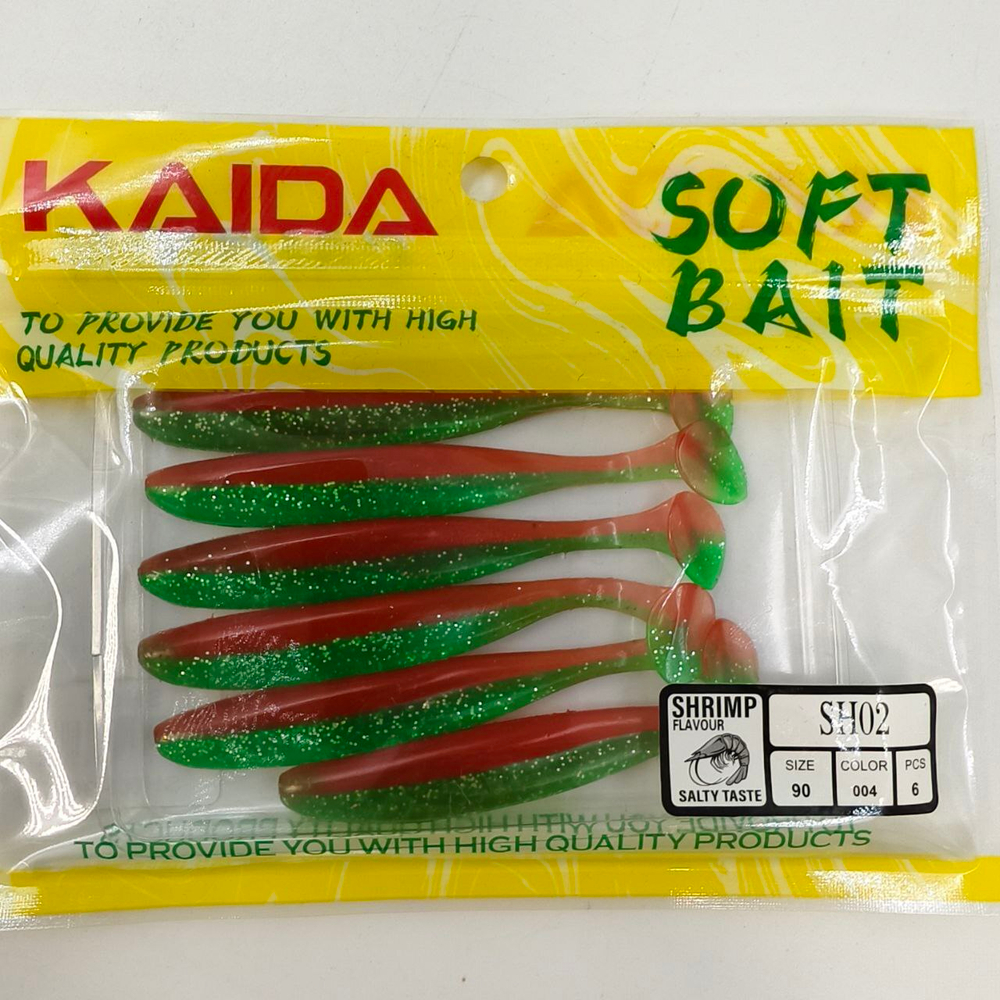 KAIDA
SOFT
BAIT
TO PROVIDE YOU WITH HIGH
QUALITY PRODUCTS
SHRIMP
FLAVOUR
SALTY TASTE
SH02
SIZE
COLOR
PCS
90
004
6
TO PROVIDE YOU WITH HIGH QUALITY PRODUCTS